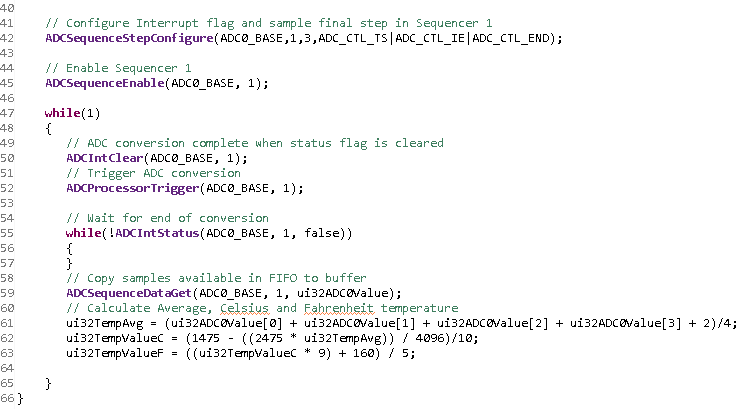 40
41 // Configure Interrupt flag and sample final step in Sequencer 1
42 ADCSequenceStepConfigure(ADC0_BASE,1,3,ADC_CTL_TS|ADC_CTL_IE|ADC_CTL_END);
43
44 // Enable Sequencer 1
45 ADCSequenceEnable(ADC0_BASE, 1);
46
47 while(1)
48 {
49 // ADC conversion complete when status flag is cleared
50 ADCIntClear(ADC0_BASE, 1);
51 // Trigger ADC conversion
52 ADCProcessorTrigger(ADC0_BASE, 1);
53
54 // Wait for end of conversion
55 while(!ADCIntStatus(ADC0_BASE, 1, false))
56 {
57 }
58 // Copy samples available in FIFO to buffer
59 ADCSequenceDataGet(ADC0_BASE, 1, ui32ADC0Value);
60 // Calculate Average, Celsius and Fahrenheit temperature
61 ui32TempAvg = (ui32ADC0Value[0] + ui32ADC0Value[1] + ui32ADC0Value[2] + ui32ADC0Value[3] + 2)/4;
62 ui32TempValueC = (1475 - ((2475 * ui32TempAvg)) / 4096)/10;
63 ui32TempValueF = ((ui32TempValueC * 9) + 160) / 5;
64
65 }
66 }